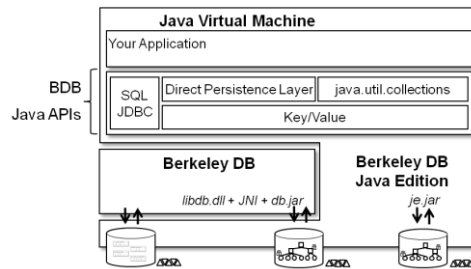 Java Virtual Machine
Your Application
BDB
Java APIs
SQL
JDBC
Direct Persistence Layer
java.util.collections
Key/Value
Berkeley DB
libdb.dll + JNI + db.jar
Berkeley DB
Java Edition
je.jar